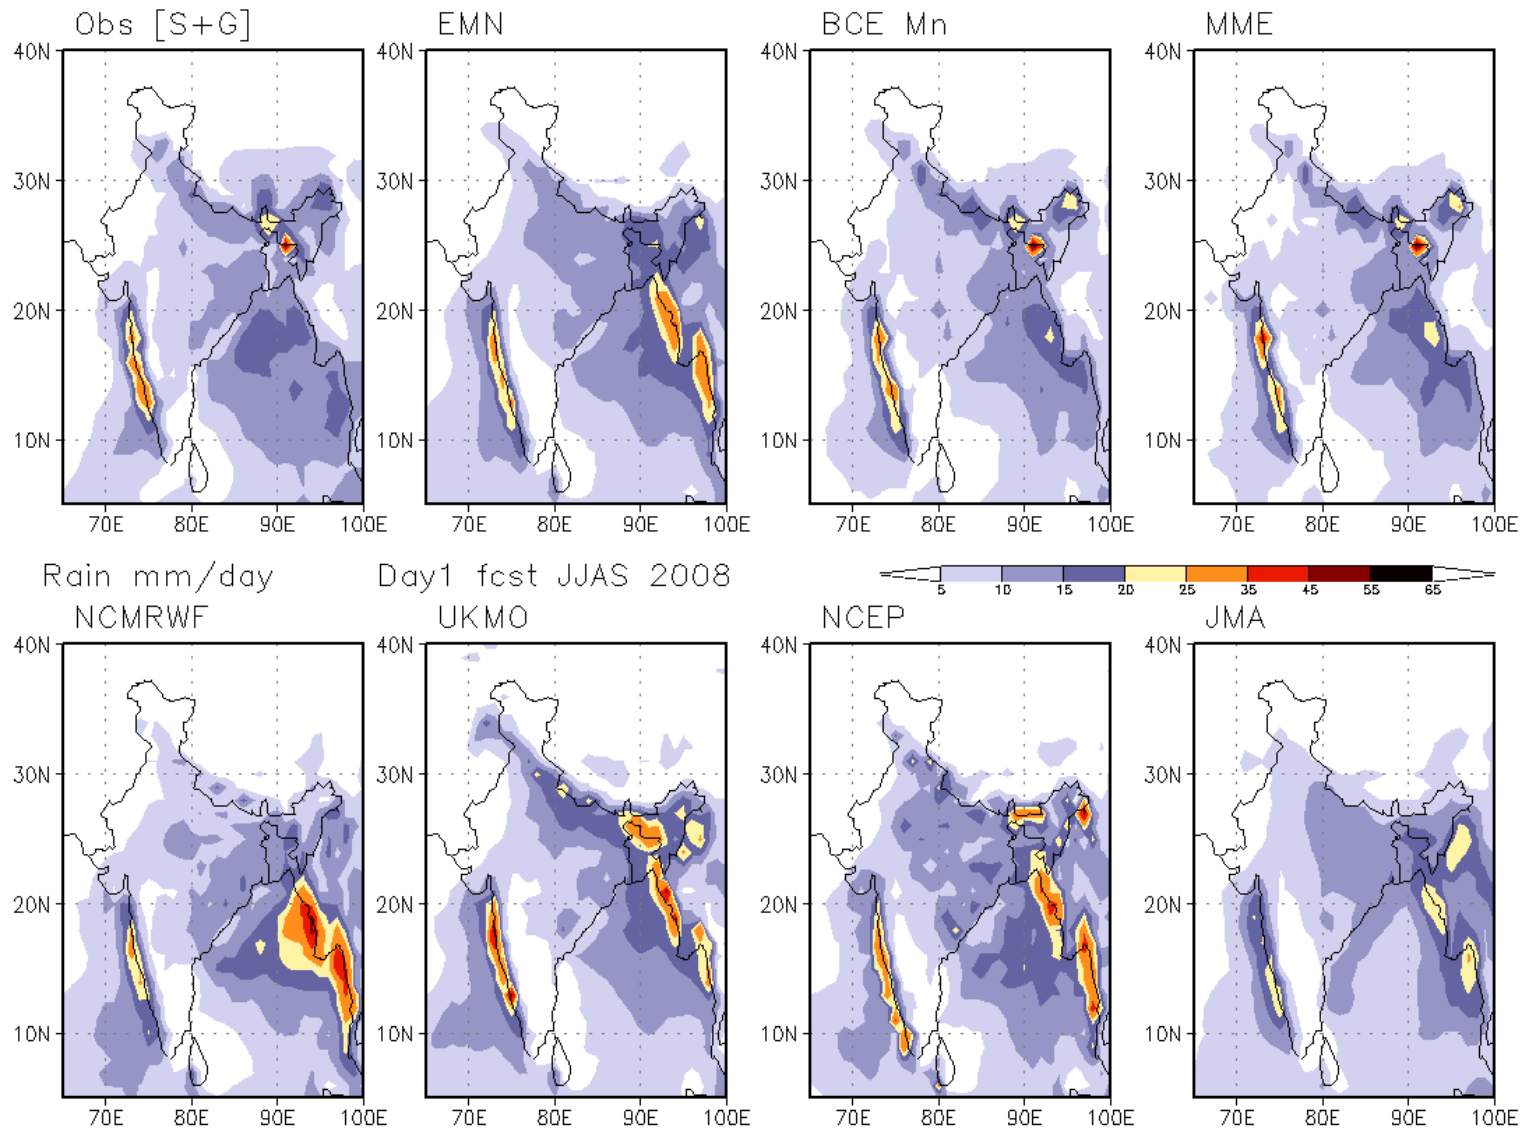 Obs [S+G] EMN BCE Mn MME
40N 40N 40N 40N
30N 30N 30N 30N
20N 20N 20N 20N
10N 10N 10N 10N
70E 80E 90E 100E 70E 80E 90E 100E 70E 80E 90E 100E 70E 80E 90E 100E
Rain mm/day Day1 fcst JJAS 2008
5 10 15 20 25 35 45 55 65
NCMRWF UKMO NCEP JMA
40N 40N 40N 40N
30N 30N 30N 30N
20N 20N 20N 20N
10N 10N 10N 10N
70E 80E 90E 100E 70E 80E 90E 100E 70E 80E 90E 100E 70E 80E 90E 100E